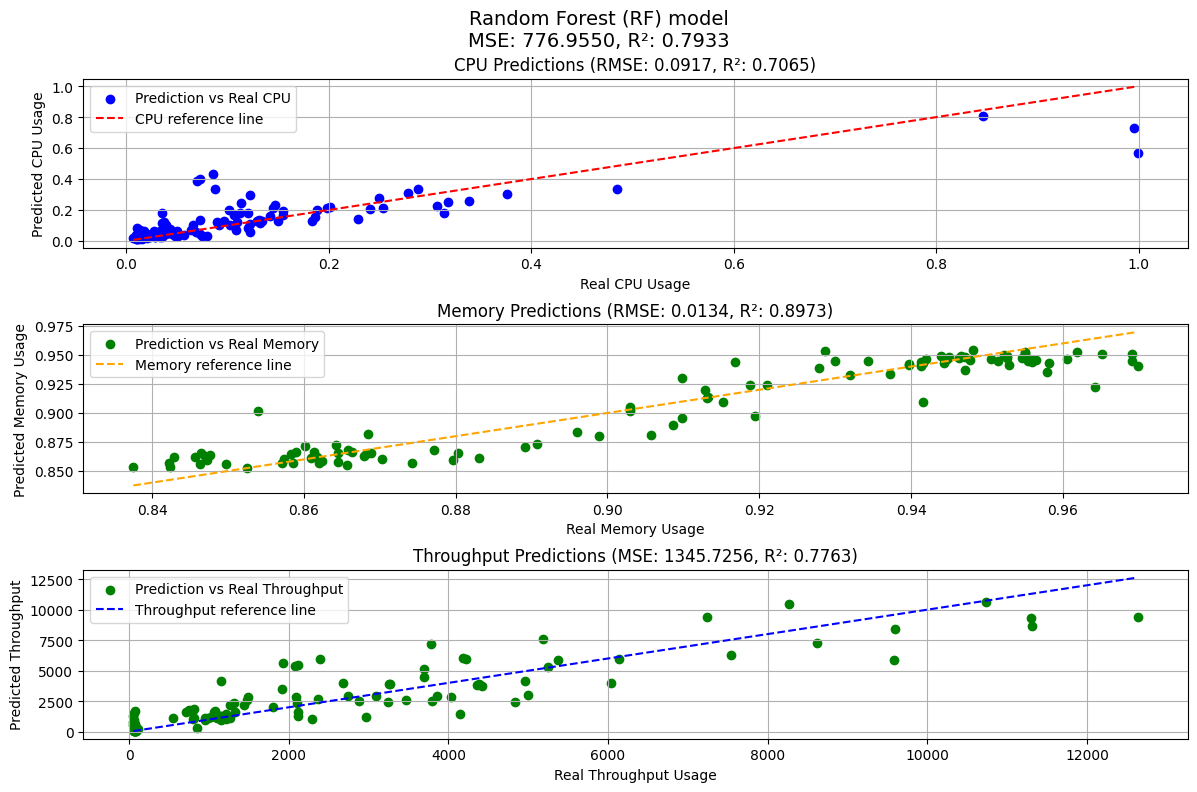 Random Forest (RF) model
MSE: 776.9550, R²: 0.7933
CPU Predictions (RMSE: 0.0917, R²: 0.7065)
Predicted CPU Usage
1.0
0.8
0.6
0.4
0.2
0.0
Prediction vs Real CPU
CPU reference line
0.0 0.2 0.4 0.6 0.8 1.0
Real CPU Usage
Memory Predictions (RMSE: 0.0134, R²: 0.8973)
Predicted Memory Usage
0.975
0.950
0.925
0.900
0.875
0.850
Prediction vs Real Memory
Memory reference line
0.84 0.86 0.88 0.90 0.92 0.94 0.96
Real Memory Usage
Throughput Predictions (MSE: 1345.7256, R²: 0.7763)
Predicted Throughput
12500
10000
7500
5000
2500
0
Prediction vs Real Throughput
Throughput reference line
0 2000 4000 6000 8000 10000 12000
Real Throughput Usage